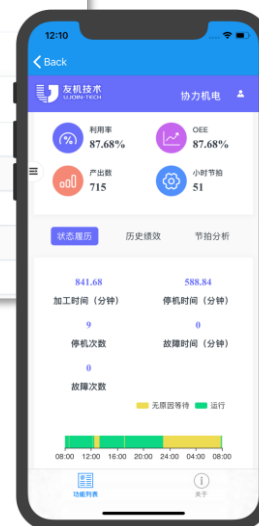 12:10
Back
友机技术
UJOIN-TECH
协力机电
利用率
87.68%
OEE
87.68%
产出数
715
小时节拍
51
状态履历 历史绩效 节拍分析
841.68 588.84
加工时间（分钟） 停机时间（分钟）
9 0
停机次数 故障时间（分钟）
0
故障次数
无原因等待 运行
08:00 12:00 16:00 20:00 24:00 04:00 08:00
功能列表 关于